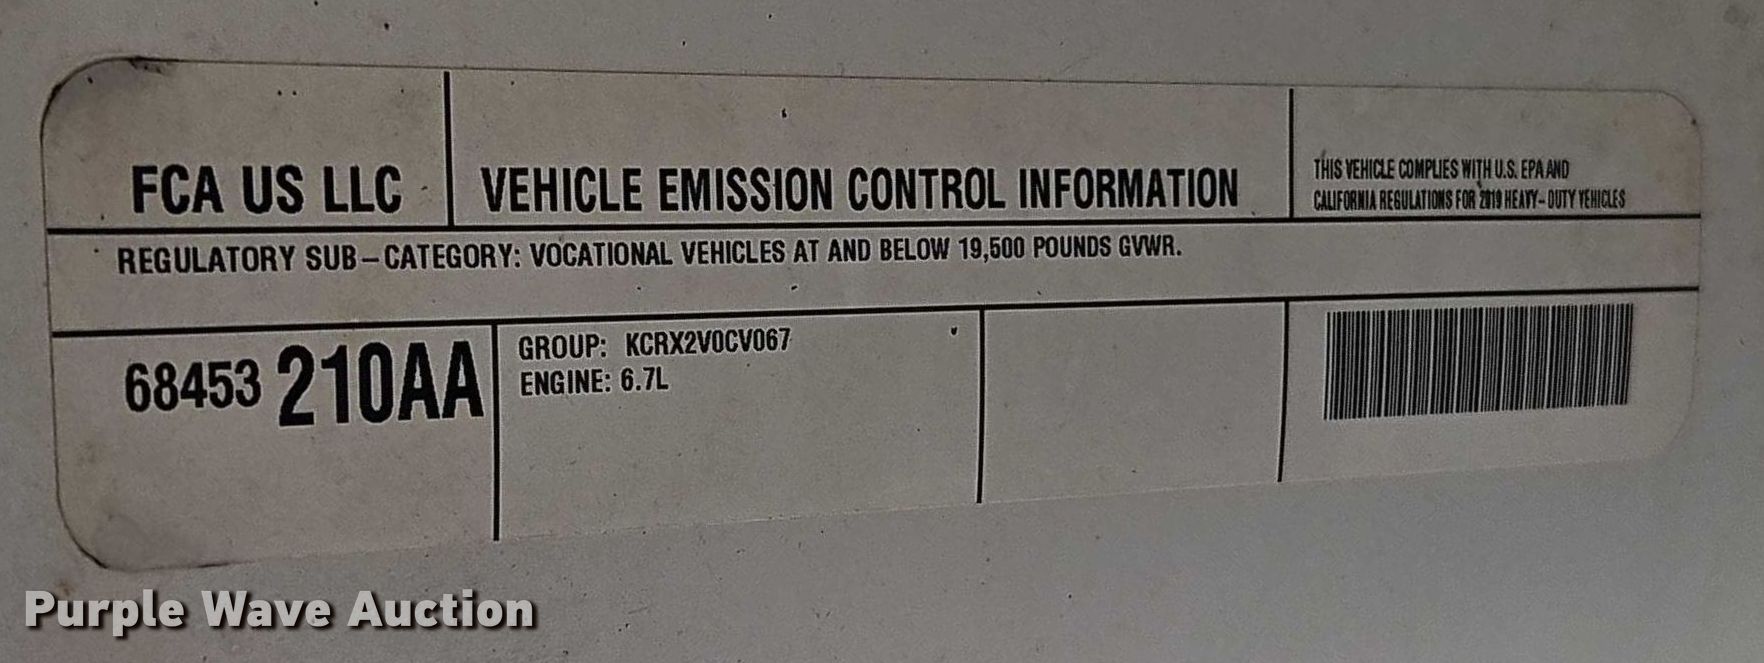 FCA US LLC
VEHICLE EMISSION CONTROL INFORMATION
THIS VEHICLE COMPLIES WITH U.S. EPA AND
CALIFORNIA REGULATIONS FOR 2019 HEAVY-DUTY VEHICLES
REGULATORY SUB-CATEGORY: VOCATIONAL VEHICLES AT AND BELOW 19,500 POUNDS GVWR.
68453 210AA
GROUP: KCRX2V0CV067
ENGINE: 6.7L
Purple Wave Auction